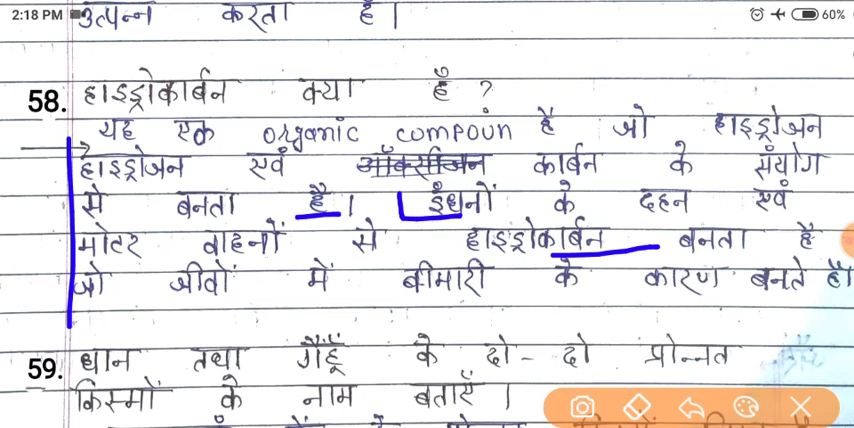 2:18 PM 60%
उत्पन्न करता है।
58. हाइड्रोकार्बन क्या है ?
यह एक organic compoun है जो हाइड्रोजन
हाइड्रोजन एवं ऑक्सीजन कार्बन के संयोग
से बनता है। ईंधनों के दहन एवं
मोटर वाहनों से हाइड्रोकार्बन बनता है
जो जीवों में बीमारी के कारण बनते है।
59. धान तथा गेहूँ के दो - दो प्रोन्नत
किस्मों के नाम बताएँ ।